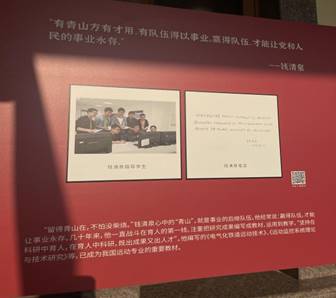 "有青山方有才用，有队伍得以事业，赢得队伍，才能让党和人
民的事业永存。"
——钱清泉
钱清泉指导学生
钱清泉笔记
"留得青山在，不怕没柴烧。"钱清泉心中的"青山"，就是事业的后继队伍，他经常说：赢得队伍，才能
让事业永存。几十年来，他一直战斗在育人的第一线，注重把研究成果编写成教材，运用到教学，"坚持在
科研中育人，在育人中科研，既出成果又出人才"。他编写的《电气化铁道远动技术》、《远动监控系统理论
与技术研究》等，已成为我国远动专业的重要教材。